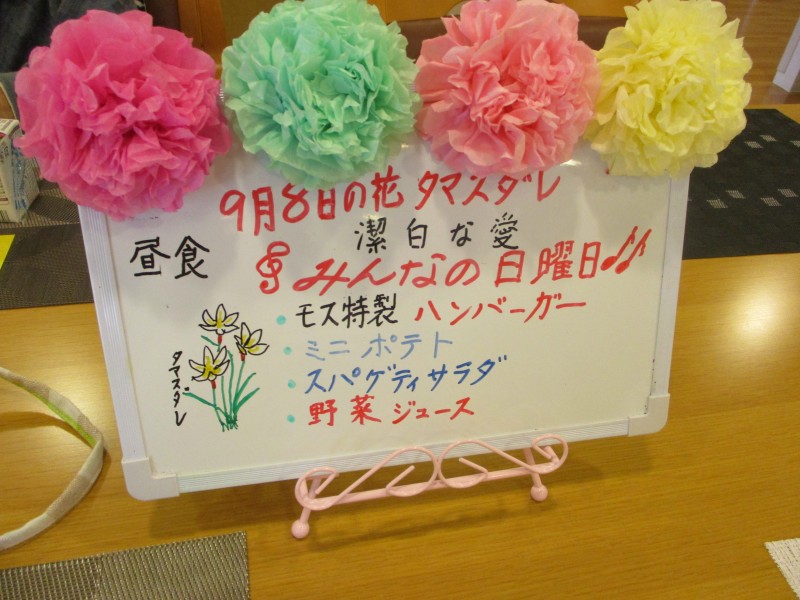 9月8日の花 タマスダレ
潔白な愛
昼食
みんなの日曜日
・モス特製 ハンバーガー
・ミニポテト
・スパゲティサラダ
・野菜ジュース
タマスダレ